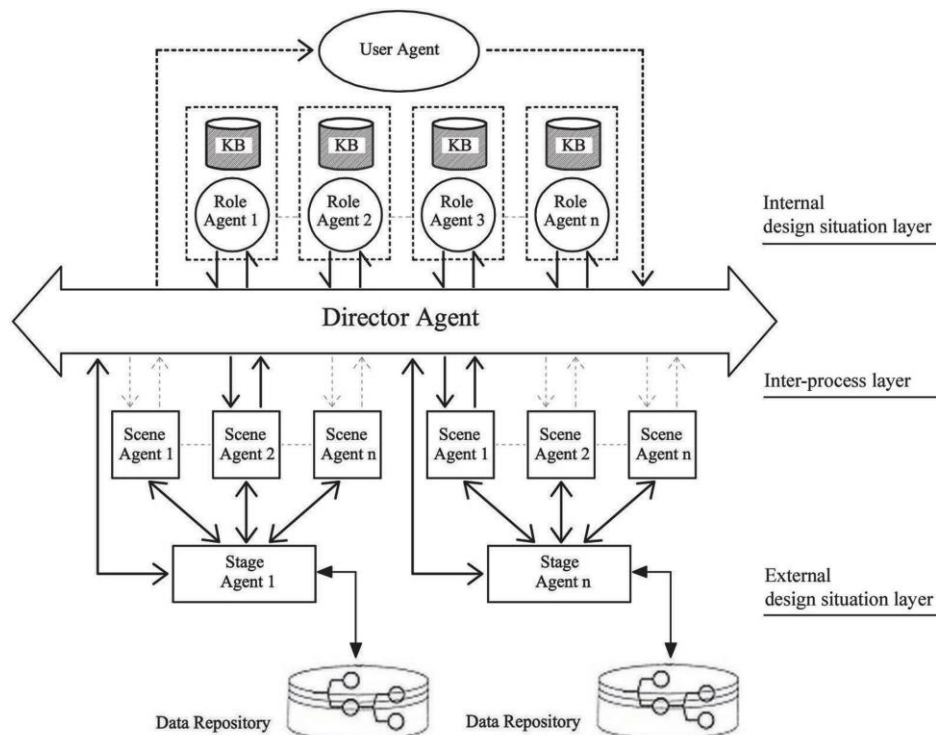 User Agent
KB
KB
KB
KB
Role
Agent 1
Role
Agent 2
Role
Agent 3
Role
Agent n
Internal
design situation layer
Director Agent
Inter-process layer
Scene
Agent 1
Scene
Agent 2
Scene
Agent n
Scene
Agent 1
Scene
Agent 2
Scene
Agent n
Stage
Agent 1
Stage
Agent n
External
design situation layer
Data Repository
Data Repository